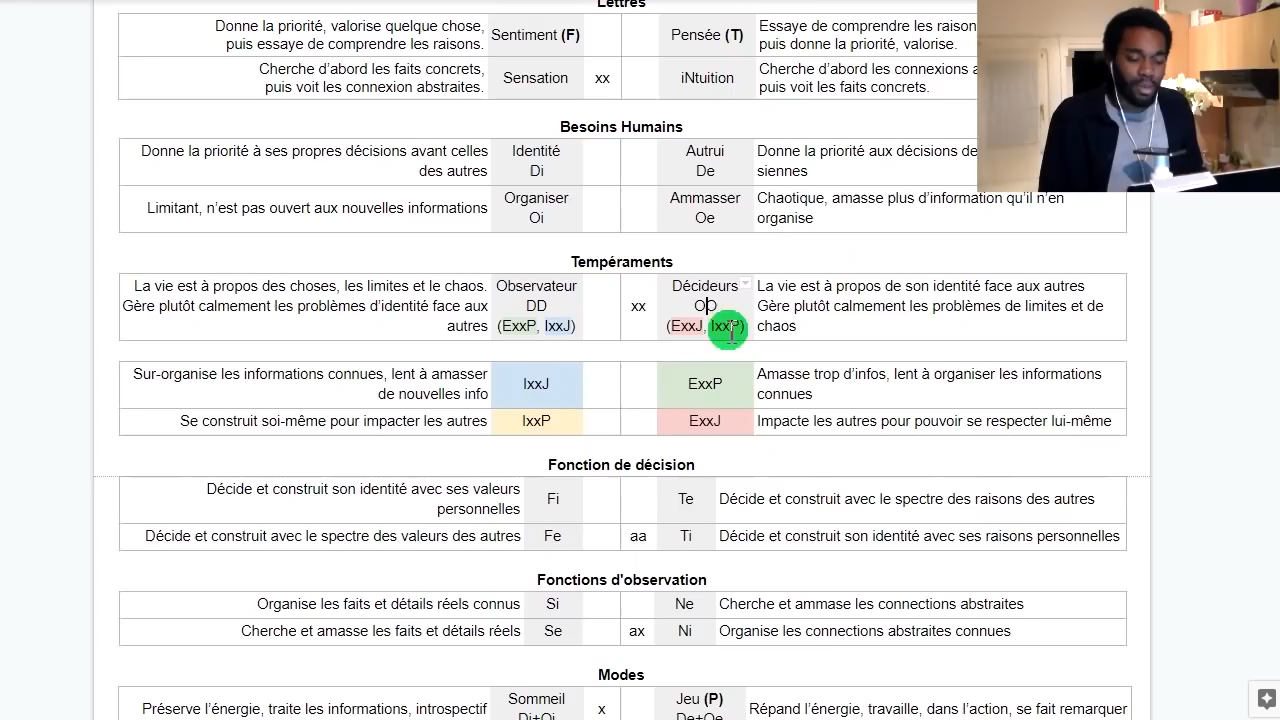 Lettres
Donne la priorité, valorise quelque chose,
puis essaye de comprendre les raisons.
Sentiment (F)
Pensée (T)
Essaye de comprendre les raison
puis donne la priorité, valorise.
Cherche d'abord les faits concrets,
puis voit les connexion abstraites.
Sensation
xx
iNtuition
Cherche d'abord les connexions a
puis voit les faits concrets.
Besoins Humains
Donne la priorité à ses propres décisions avant celles
des autres
Identité
Di
Autrui
De
Donne la priorité aux décisions de
siennes
Limitant, n'est pas ouvert aux nouvelles informations
Organiser
Oi
Ammasser
Oe
Chaotique, amasse plus d'information qu'il n'en
organise
Tempéraments
La vie est à propos des choses, les limites et le chaos.
Gère plutôt calmement les problèmes d'identité face aux
autres
Observateur
DD
(ExxP, IxxJ)
xx
Décideurs
OO
(ExxJ, IxxP)
La vie est à propos de son identité face aux autres
Gère plutôt calmement les problèmes de limites et de
chaos
Sur-organise les informations connues, lent à amasser
de nouvelles info
IxxJ
ExxP
Amasse trop d'infos, lent à organiser les informations
connues
Se construit soi-même pour impacter les autres
IxxP
ExxJ
Impacte les autres pour pouvoir se respecter lui-même
Fonction de décision
Décide et construit son identité avec ses valeurs
personnelles
Fi
Te
Décide et construit avec le spectre des raisons des autres
Décide et construit avec le spectre des valeurs des autres
Fe
aa
Ti
Décide et construit son identité avec ses raisons personnelles
Fonctions d'observation
Organise les faits et détails réels connus
Si
Ne
Cherche et ammase les connections abstraites
Cherche et amasse les faits et détails réels
Se
ax
Ni
Organise les connections abstraites connues
Modes
Préserve l'énergie, traite les informations, introspectif
Sommeil
Di+Oi
x
Jeu (P)
De+Oe
Répand l'énergie, travaille, dans l'action, se fait remarquer